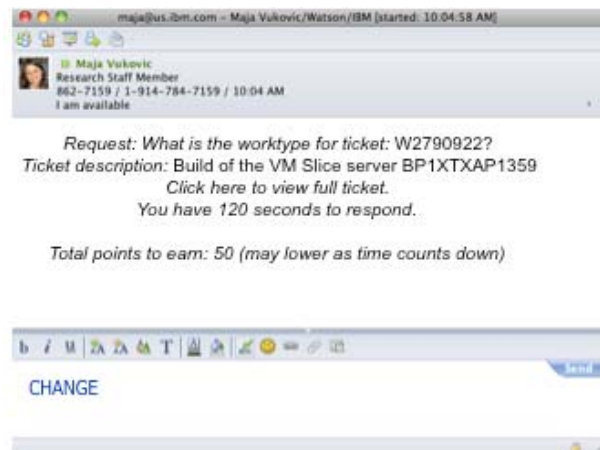 maja@us.ibm.com - Maja Vukovic/Watson/IBM [started: 10:04:58 AM]
Maja Vukovic
Research Staff Member
862-7159 / 1-914-784-7159 / 10:04 AM
I am available
Request: What is the worktype for ticket: W2790922?
Ticket description: Build of the VM Slice server BP1XTXAP1359
Click here to view full ticket.
You have 120 seconds to respond.
Total points to earn: 50 (may lower as time counts down)
b i u A A A T A
Send
CHANGE